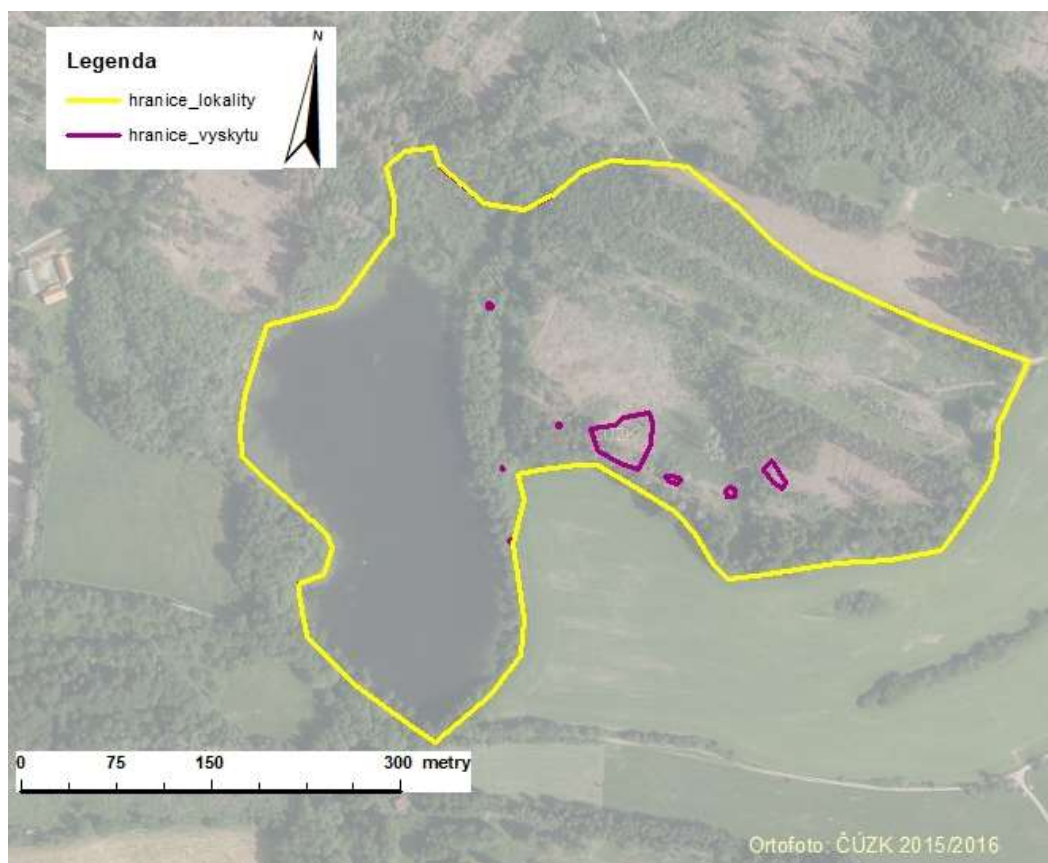 N
Legenda
hranice_lokality
hranice_vyskytu
0 75 150 300 metry
Ortofoto: ČÚZK 2015/2016